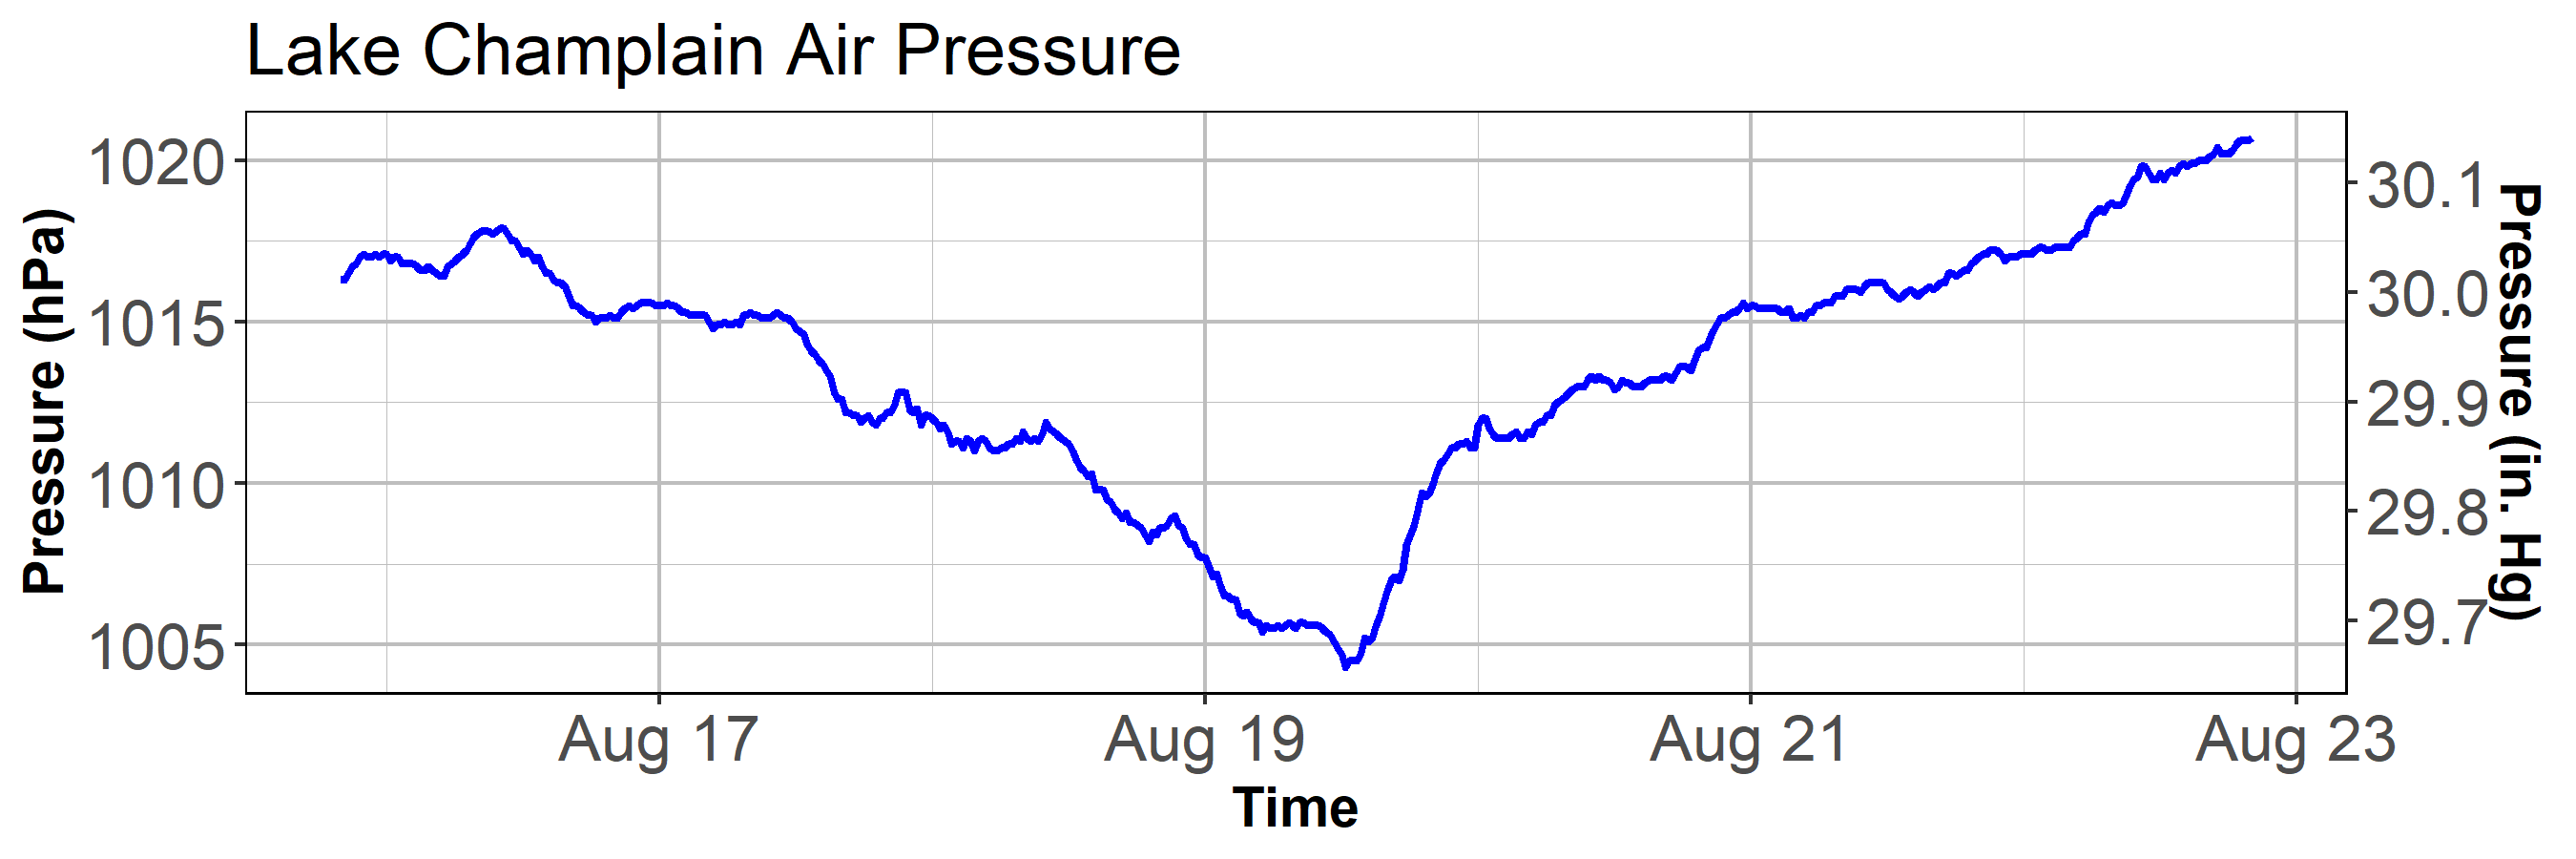 Lake Champlain Air Pressure
Pressure (hPa)
1020
1015
1010
1005
30.1
30.0
29.9
29.8
29.7
Pressure (in. Hg)
Aug 17 Aug 19 Aug 21 Aug 23
Time